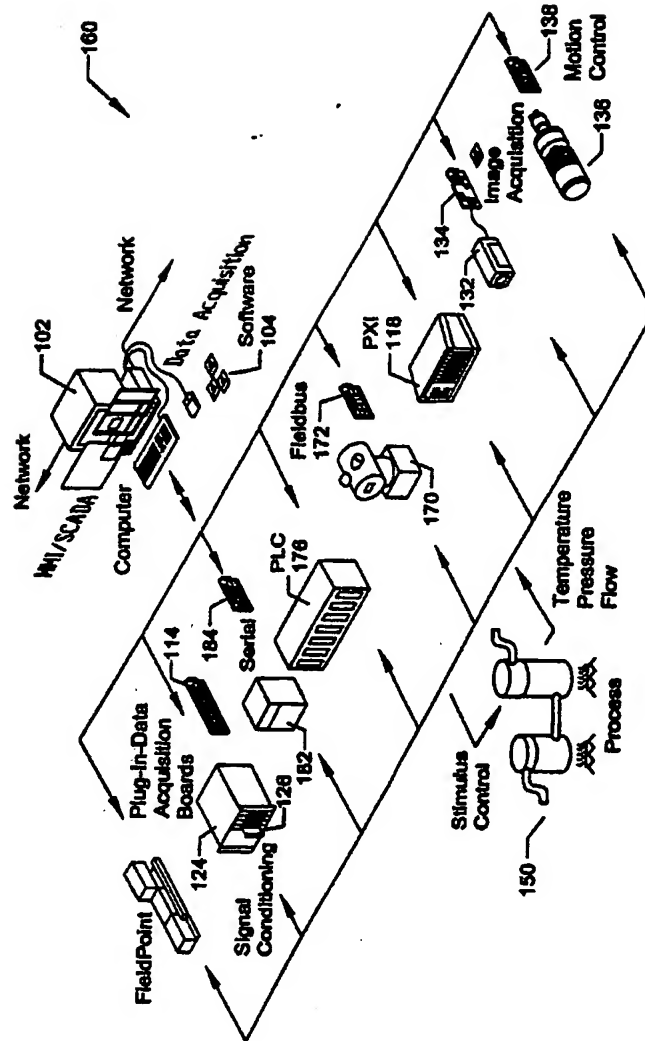 160
Network
MMI/SCADA
102
Network
Data Acquisition
Computer
Software
104
Plug-in-Data
Acquisition
Boards
114
184
Serial
FieldPoint
124
126
Signal
Conditioning
182
PLC
176
Fieldbus
172
170
PXI
118
134
132
Image
Acquisition
138
Motion
Control
136
Stimulus
Control
Temperature
Pressure
Flow
150
Process